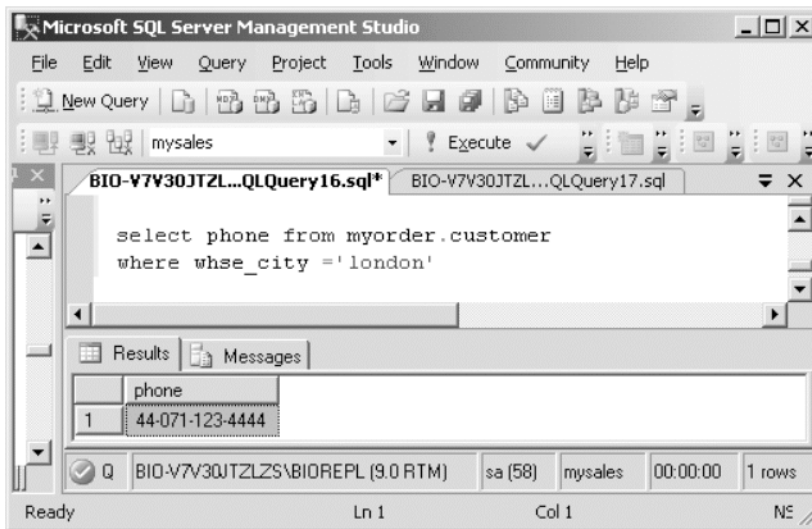 Microsoft SQL Server Management Studio
File Edit View Query Project Tools Window Community Help
New Query
mysales Execute
BIO-V7V30JTZL...QLQuery16.sql* BIO-V7V30JTZL...QLQuery17.sql
select phone from myorder.customer
where whse_city ='london'
Results Messages
phone
1 44-071-123-4444
Q BIO-V7V30JTZLZS\BIOREPL (9.0 RTM) sa (58) mysales 00:00:00 1 rows
Ready Ln 1 Col 1